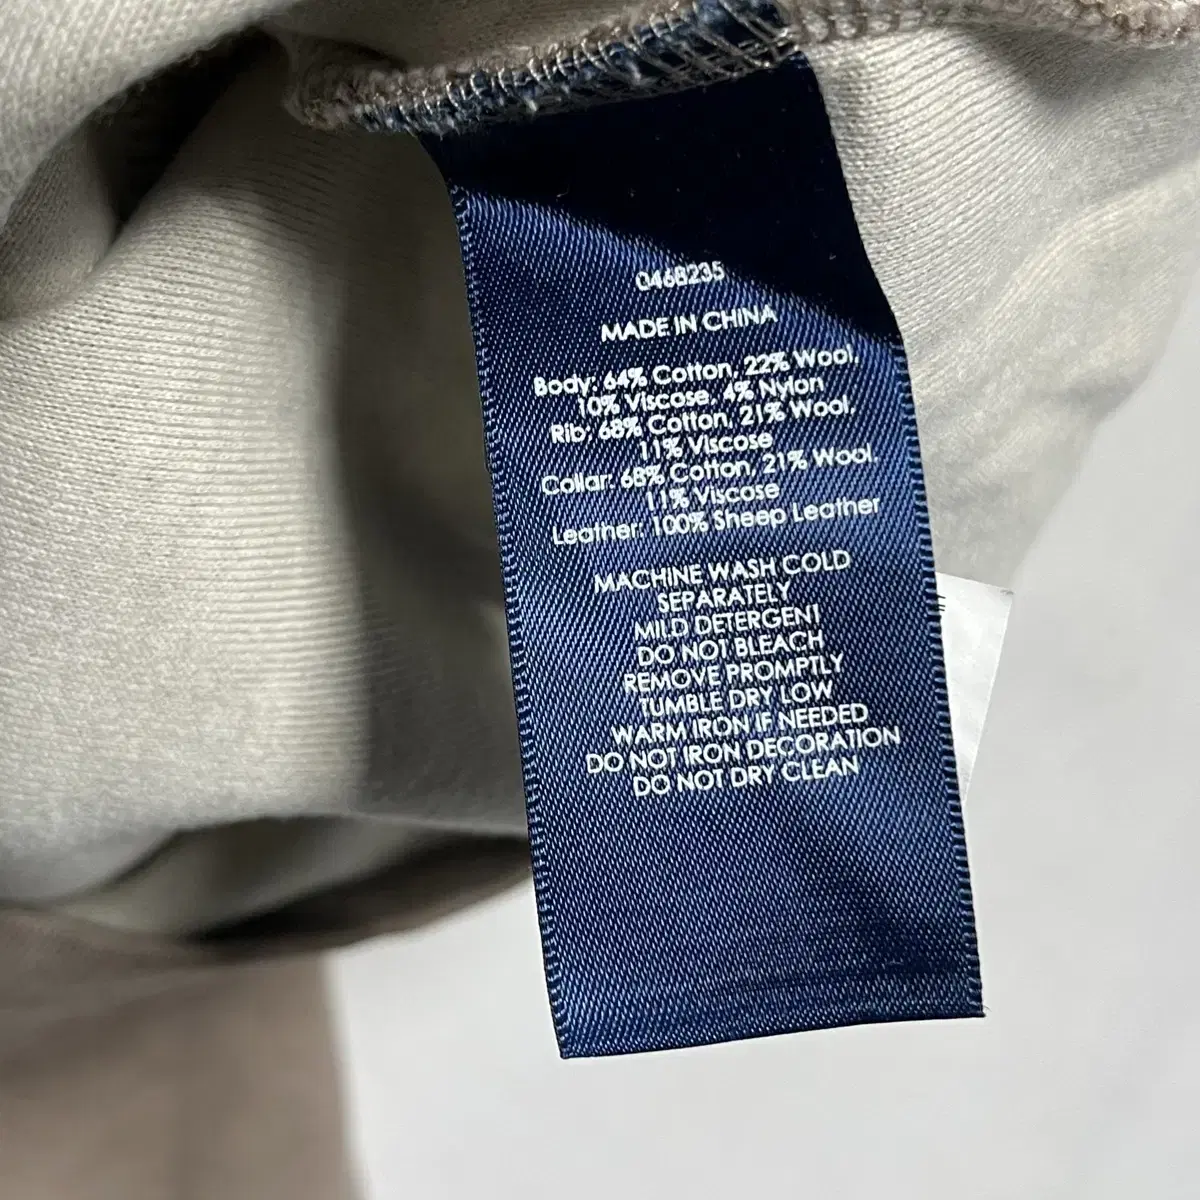 0468235
MADE IN CHINA
Body: 64% Cotton, 22% Wool,
10% Viscose, 4% Nylon
Rib: 68% Cotton, 21% Wool,
11% Viscose
Collar: 68% Cotton, 21% Wool,
11% Viscose
Leather: 100% Sheep Leather
MACHINE WASH COLD
SEPARATELY
MILD DETERGENT
DO NOT BLEACH
REMOVE PROMPTLY
TUMBLE DRY LOW
WARM IRON IF NEEDED
DO NOT IRON DECORATION
DO NOT DRY CLEAN